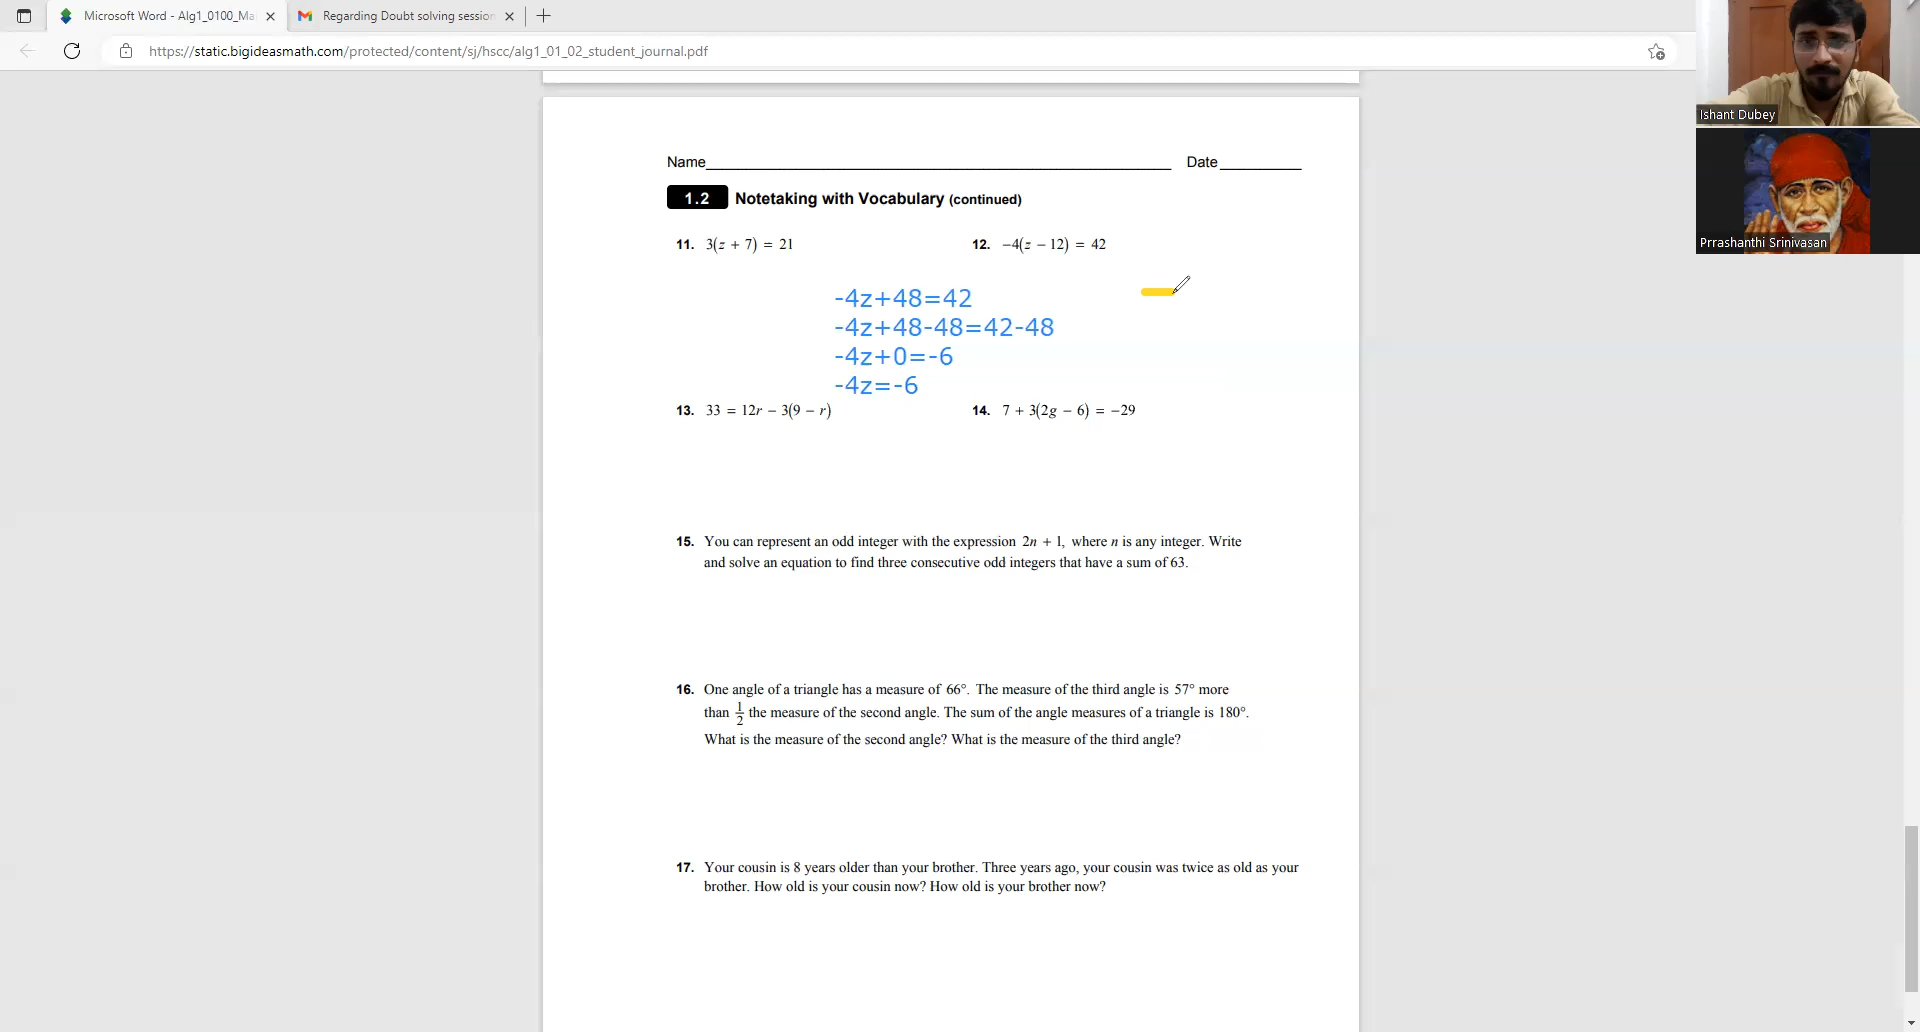 Microsoft Word - Alg1_0100_Ma
Regarding Doubt solving session
https://static.bigideasmath.com/protected/content/sj/hscc/alg1_01_02_student_journal.pdf
Ishant Dubey
Prrashanthi Srinivasan
Name Date
1.2 Notetaking with Vocabulary (continued)
11. 3(z + 7) = 21 12. −4(z − 12) = 42
-4z+48=42
-4z+48-48=42-48
-4z+0=-6
-4z=-6
13. 33 = 12r − 3(9 − r) 14. 7 + 3(2g − 6) = −29
15. You can represent an odd integer with the expression 2n + 1, where n is any integer. Write
and solve an equation to find three consecutive odd integers that have a sum of 63.
16. One angle of a triangle has a measure of 66°. The measure of the third angle is 57° more
than 1/2 the measure of the second angle. The sum of the angle measures of a triangle is 180°.
What is the measure of the second angle? What is the measure of the third angle?
17. Your cousin is 8 years older than your brother. Three years ago, your cousin was twice as old as your
brother. How old is your cousin now? How old is your brother now?